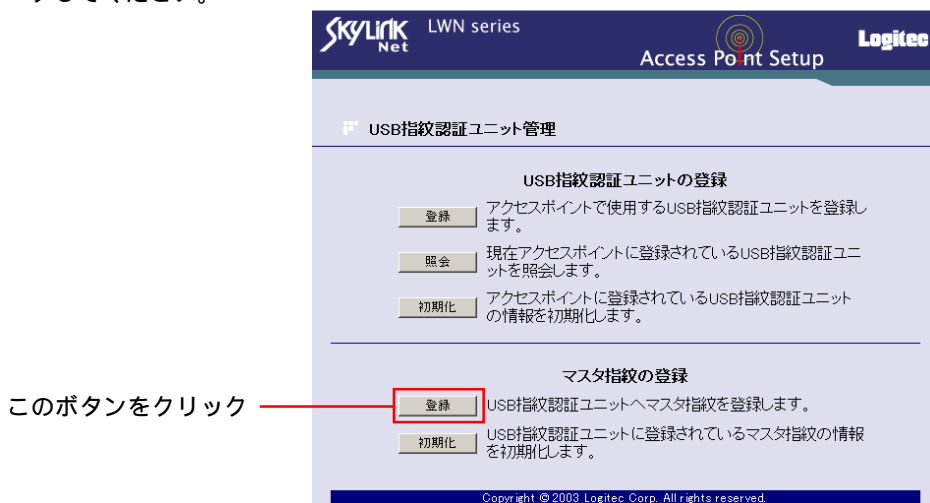 SKYLINK Net LWN series
Access Point Setup
Logitec
USB指紋認証ユニット管理
USB指紋認証ユニットの登録
登録
アクセスポイントで使用するUSB指紋認証ユニットを登録し
ます。
照会
現在アクセスポイントに登録されているUSB指紋認証ユニ
ットを照会します。
初期化
アクセスポイントに登録されているUSB指紋認証ユニット
の情報を初期化します。
マスタ指紋の登録
このボタンをクリック
登録
USB指紋認証ユニットへマスタ指紋を登録します。
初期化
USB指紋認証ユニットに登録されているマスタ指紋の情報
を初期化します。
Copyright © 2003 Logitec Corp. All rights reserved.